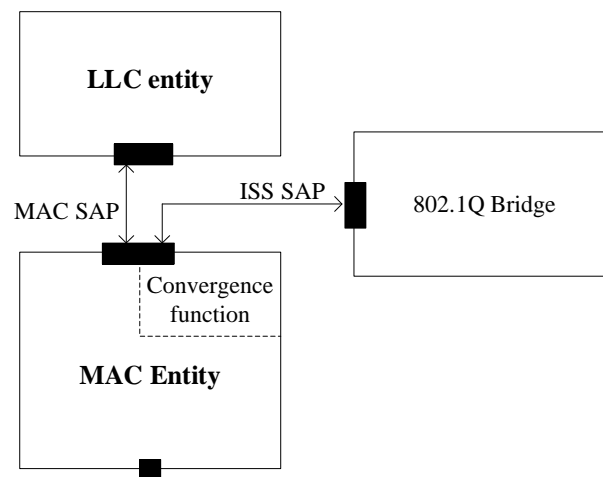 LLC entity
ISS SAP
802.1Q Bridge
MAC SAP
Convergence
function
MAC Entity